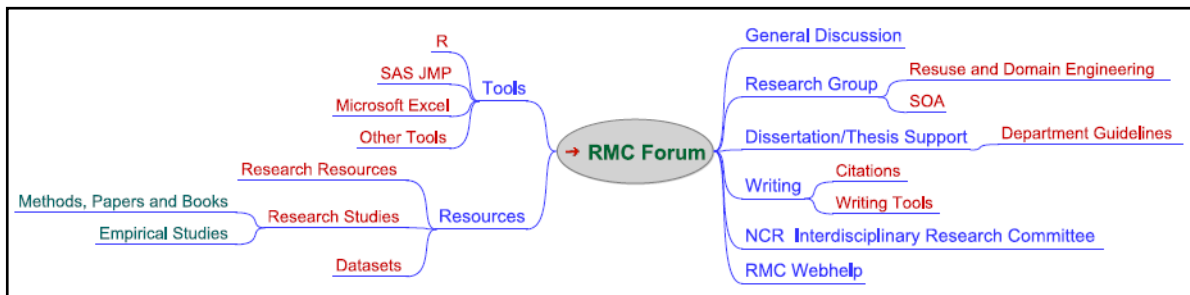 R
SAS JMP
Microsoft Excel
Other Tools
Tools
Research Resources
Methods, Papers and Books
Empirical Studies
Research Studies
Datasets
Resources
➔ RMC Forum
General Discussion
Research Group
Resuse and Domain Engineering
SOA
Dissertation/Thesis Support
Department Guidelines
Writing
Citations
Writing Tools
NCR Interdisciplinary Research Committee
RMC Webhelp